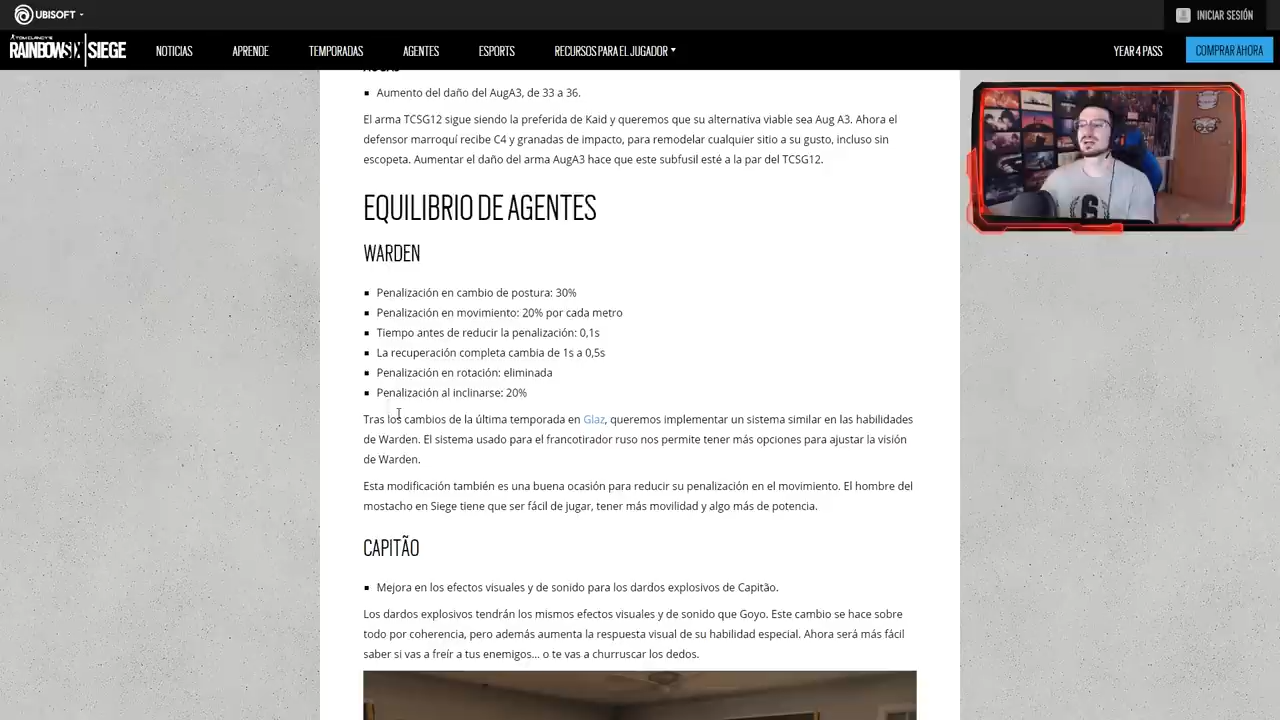 UBISOFT
INICIAR SESIÓN
TOM CLANCY'S
RAINBOW SIX | SIEGE
NOTICIAS
APRENDE
TEMPORADAS
AGENTES
ESPORTS
RECURSOS PARA EL JUGADOR
YEAR 4 PASS
COMPRAR AHORA
Aumento del daño del AugA3, de 33 a 36.
El arma TCSG12 sigue siendo la preferida de Kaid y queremos que su alternativa viable sea Aug A3. Ahora el
defensor marroquí recibe C4 y granadas de impacto, para remodelar cualquier sitio a su gusto, incluso sin
escopeta. Aumentar el daño del arma AugA3 hace que este subfusil esté a la par del TCSG12.
EQUILIBRIO DE AGENTES
WARDEN
Penalización en cambio de postura: 30%
Penalización en movimiento: 20% por cada metro
Tiempo antes de reducir la penalización: 0,1s
La recuperación completa cambia de 1s a 0,5s
Penalización en rotación: eliminada
Penalización al inclinarse: 20%
Tras los cambios de la última temporada en Glaz, queremos implementar un sistema similar en las habilidades
de Warden. El sistema usado para el francotirador ruso nos permite tener más opciones para ajustar la visión
de Warden.
Esta modificación también es una buena ocasión para reducir su penalización en el movimiento. El hombre del
mostacho en Siege tiene que ser fácil de jugar, tener más movilidad y algo más de potencia.
CAPITÃO
Mejora en los efectos visuales y de sonido para los dardos explosivos de Capitão.
Los dardos explosivos tendrán los mismos efectos visuales y de sonido que Goyo. Este cambio se hace sobre
todo por coherencia, pero además aumenta la respuesta visual de su habilidad especial. Ahora será más fácil
saber si vas a freír a tus enemigos... o te vas a churruscar los dedos.